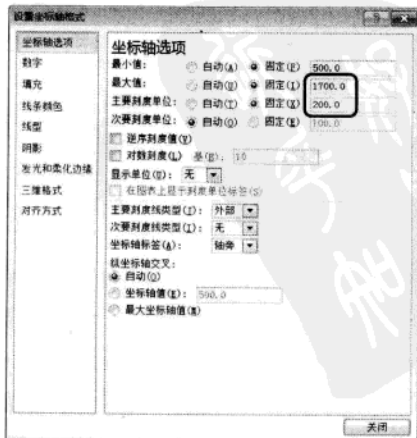 设置坐标轴格式
坐标轴选项
数字
填充
线条颜色
线型
阴影
发光和柔化边缘
三维格式
对齐方式
坐标轴选项
最小值: 自动(A) 固定(F) 500.0
最大值: 自动(U) 固定(I) 1700.0
主要刻度单位: 自动(T) 固定(X) 200.0
次要刻度单位: 自动(O) 固定(E) 100.0
逆序刻度值(V)
对数刻度(L) 基(B): 10
显示单位(U): 无
在图表上显示刻度单位标签(S)
主要刻度线类型(J): 外部
次要刻度线类型(I): 无
坐标轴标签(A): 轴旁
纵坐标轴交叉:
自动(O)
坐标轴值(E): 500.0
最大坐标轴值(M)
关闭